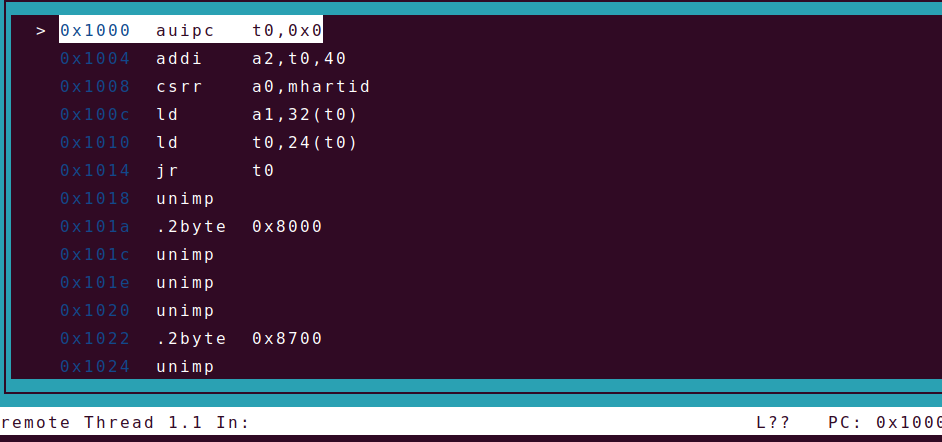 > 0x1000 auipc t0,0x0
0x1004 addi a2,t0,40
0x1008 csrr a0,mhartid
0x100c ld a1,32(t0)
0x1010 ld t0,24(t0)
0x1014 jr t0
0x1018 unimp
0x101a .2byte 0x8000
0x101c unimp
0x101e unimp
0x1020 unimp
0x1022 .2byte 0x8700
0x1024 unimp
remote Thread 1.1 In: L?? PC: 0x1000